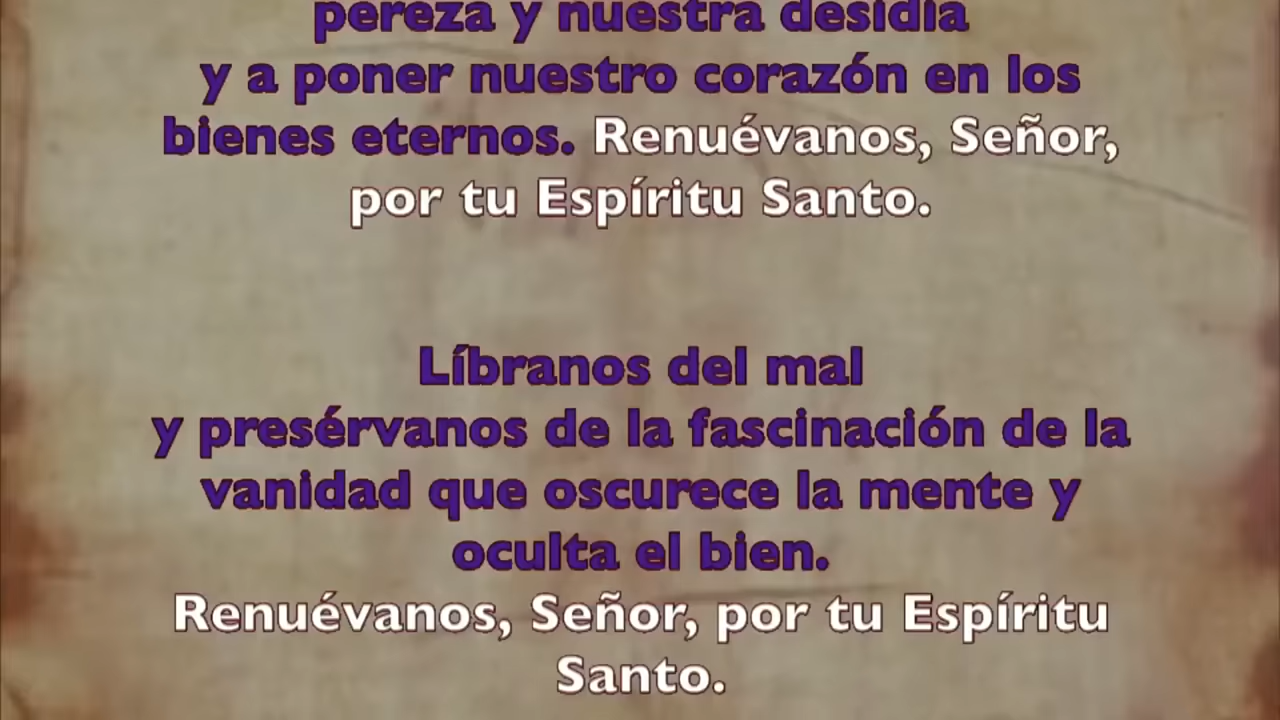 pereza y nuestra desidia
y a poner nuestro corazón en los
bienes eternos. Renuévanos, Señor,
por tu Espíritu Santo.
Líbranos del mal
y presérvanos de la fascinación de la
vanidad que oscurece la mente y
oculta el bien.
Renuévanos, Señor, por tu Espíritu
Santo.